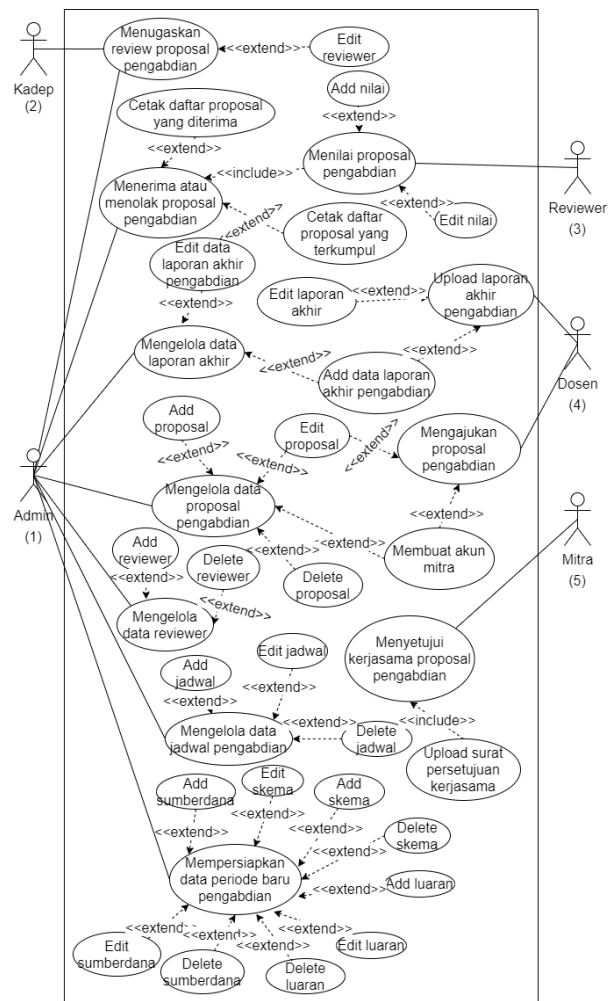 Menugaskan
review proposal
pengabdian
<<extend>>
Edit
reviewer
Kadep
(2)
Add nilai
<<extend>>
Cetak daftar proposal
yang diterima
<<extend>>
Menerima atau
menolak proposal
pengabdian
<<include>>
Menilai proposal
pengabdian
Reviewer
(3)
<<extend>>
Edit nilai
Cetak daftar
proposal yang
terkumpul
<<extend>>
Edit data
laporan akhir
pengabdian
<<extend>>
Edit laporan
akhir
<<extend>>
Upload laporan
akhir
pengabdian
Mengelola data
laporan akhir
<<extend>>
Add data laporan
akhir pengabdian
<<extend>>
Dosen
(4)
Add
proposal
<<extend>>
Edit
proposal
<<extend>>
<<extend>>
Mengajukan
proposal
pengabdian
Mengelola data
proposal
pengabdian
<<extend>>
<<extend>>
Membuat akun
mitra
Admin
(1)
Mitra
(5)
<<extend>>
Delete
proposal
Add
reviewer
<<extend>>
Delete
reviewer
<<extend>>
Mengelola
data reviewer
Menyetujui
kerjasama proposal
pengabdian
<<include>>
Upload surat
persetujuan
kerjasama
Add
jadwal
<<extend>>
Edit jadwal
<<extend>>
Mengelola data
jadwal pengabdian
<<extend>>
Delete
jadwal
Add
sumberdana
<<extend>>
Edit
skema
<<extend>>
Add
skema
<<extend>>
Delete
skema
<<extend>>
Mempersiapkan
data periode baru
pengabdian
<<extend>>
Add luaran
<<extend>>
Edit
sumberdana
<<extend>>
Delete
sumberdana
<<extend>>
Delete
luaran
<<extend>>
Edit luaran